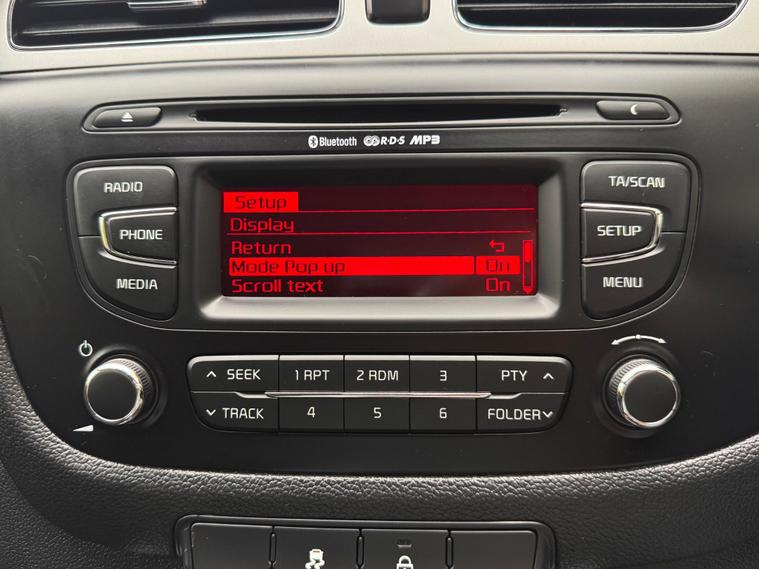 Bluetooth R·D·S MP3
RADIO
PHONE
MEDIA
Setup
Display
Return
Mode Pop up On
Scroll text On
TA/SCAN
SETUP
MENU
SEEK 1 RPT 2 RDM 3 PTY
TRACK 4 5 6 FOLDER